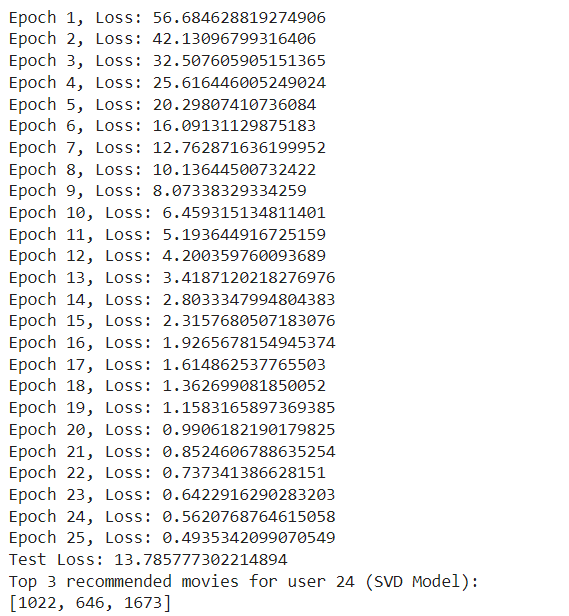 Epoch 1, Loss: 56.684628819274906
Epoch 2, Loss: 42.13096799316406
Epoch 3, Loss: 32.507605905151365
Epoch 4, Loss: 25.616446005249024
Epoch 5, Loss: 20.29807410736084
Epoch 6, Loss: 16.09131129875183
Epoch 7, Loss: 12.762871636199952
Epoch 8, Loss: 10.13644500732422
Epoch 9, Loss: 8.07338329334259
Epoch 10, Loss: 6.459315134811401
Epoch 11, Loss: 5.193644916725159
Epoch 12, Loss: 4.200359760093689
Epoch 13, Loss: 3.4187120218276976
Epoch 14, Loss: 2.8033347994804383
Epoch 15, Loss: 2.3157680507183076
Epoch 16, Loss: 1.9265678154945374
Epoch 17, Loss: 1.614862537765503
Epoch 18, Loss: 1.362699081850052
Epoch 19, Loss: 1.1583165897369385
Epoch 20, Loss: 0.9906182190179825
Epoch 21, Loss: 0.8524606788635254
Epoch 22, Loss: 0.737341386628151
Epoch 23, Loss: 0.6422916290283203
Epoch 24, Loss: 0.5620768764615058
Epoch 25, Loss: 0.4935342099070549
Test Loss: 13.785777302214894
Top 3 recommended movies for user 24 (SVD Model):
[1022, 646, 1673]